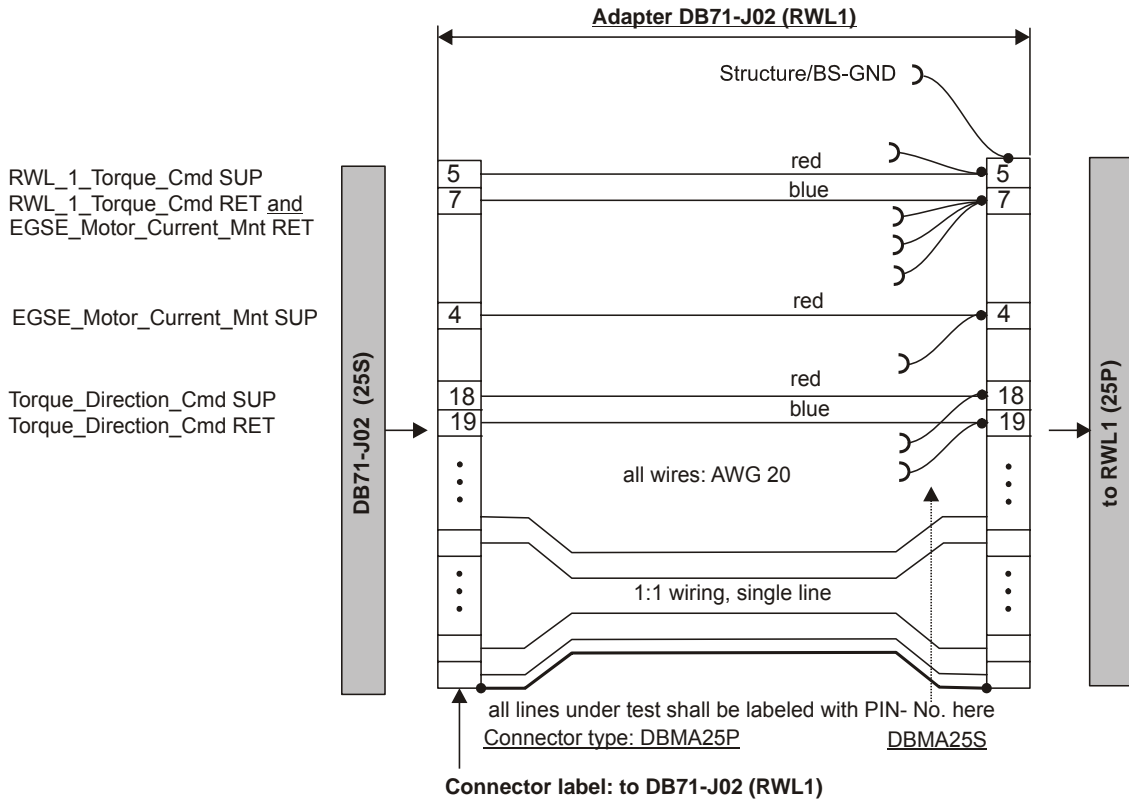 Adapter DB71-J02 (RWL1)
Structure/BS-GND
RWL_1_Torque_Cmd SUP
RWL_1_Torque_Cmd RET and
EGSE_Motor_Current_Mnt RET
5 red 5
7 blue 7
EGSE_Motor_Current_Mnt SUP
4 red 4
Torque_Direction_Cmd SUP
Torque_Direction_Cmd RET
18 red 18
19 blue 19
DB71-J02 (25S)
to RWL1 (25P)
all wires: AWG 20
1:1 wiring, single line
all lines under test shall be labeled with PIN- No. here
Connector type: DBMA25P DBMA25S
Connector label: to DB71-J02 (RWL1)